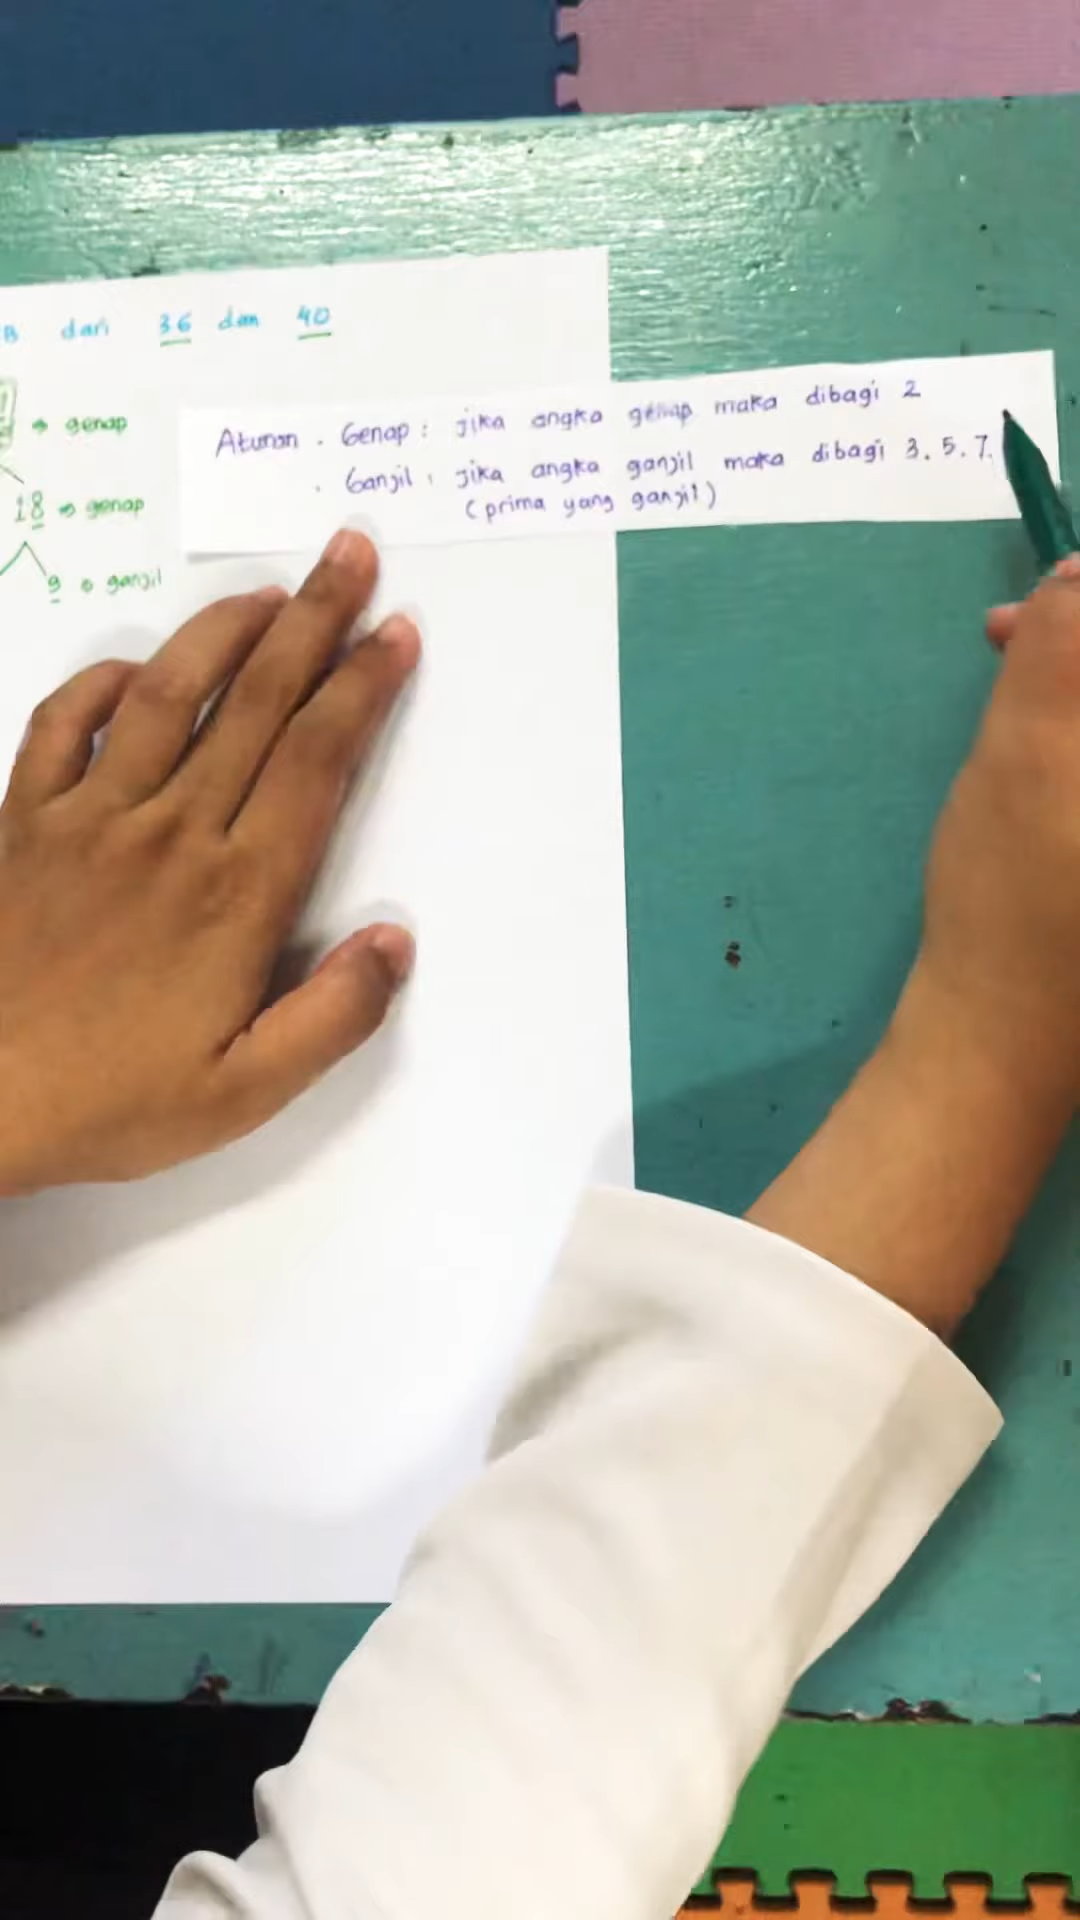 B dari 36 dan 40
⇒ genap
18 ⇒ genap
9 ⇒ ganjil
Aturan . Genap : jika angka genap maka dibagi 2
. Ganjil : jika angka ganjil maka dibagi 3. 5. 7.
(prima yang ganjil)